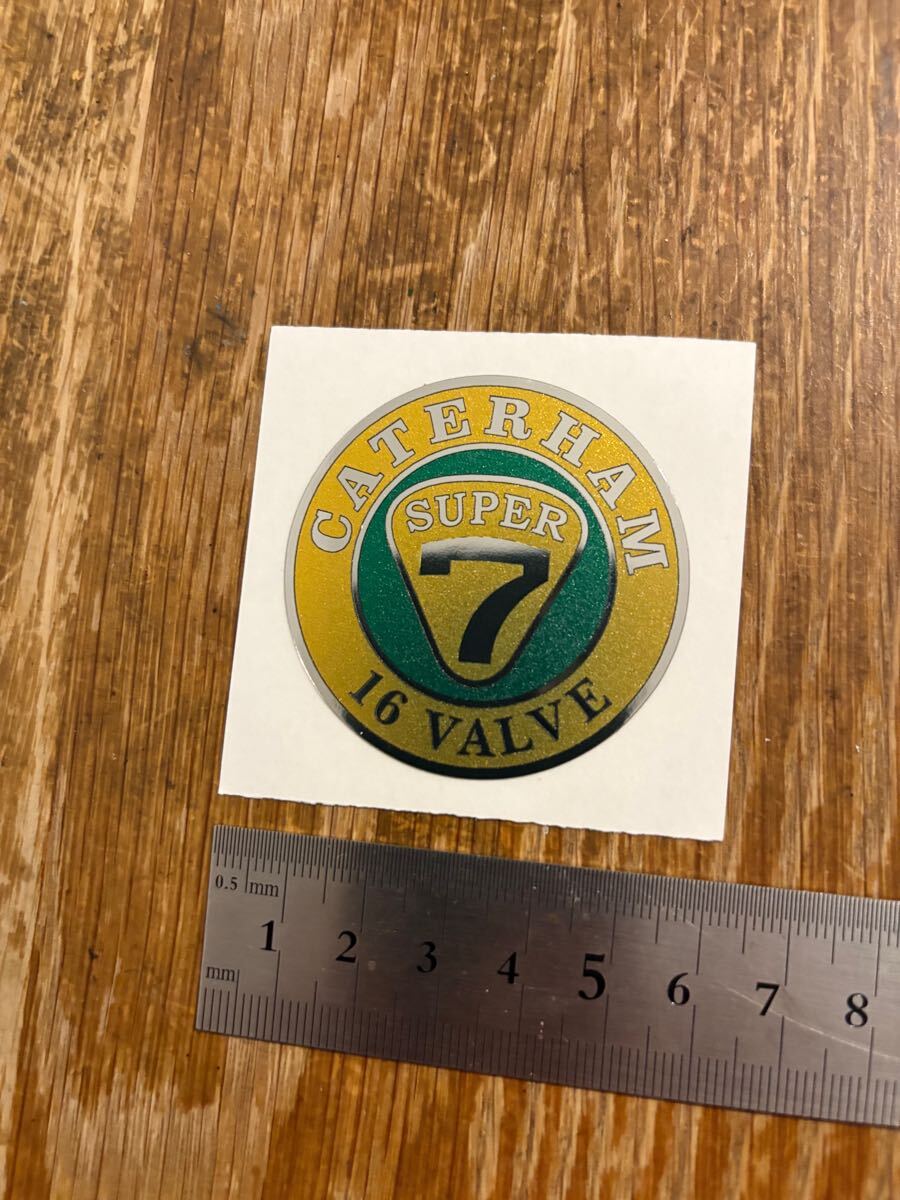 CATERHAM
SUPER
7
16 VALVE
0.5 mm
1 2 3 4 5 6 7 8
mm